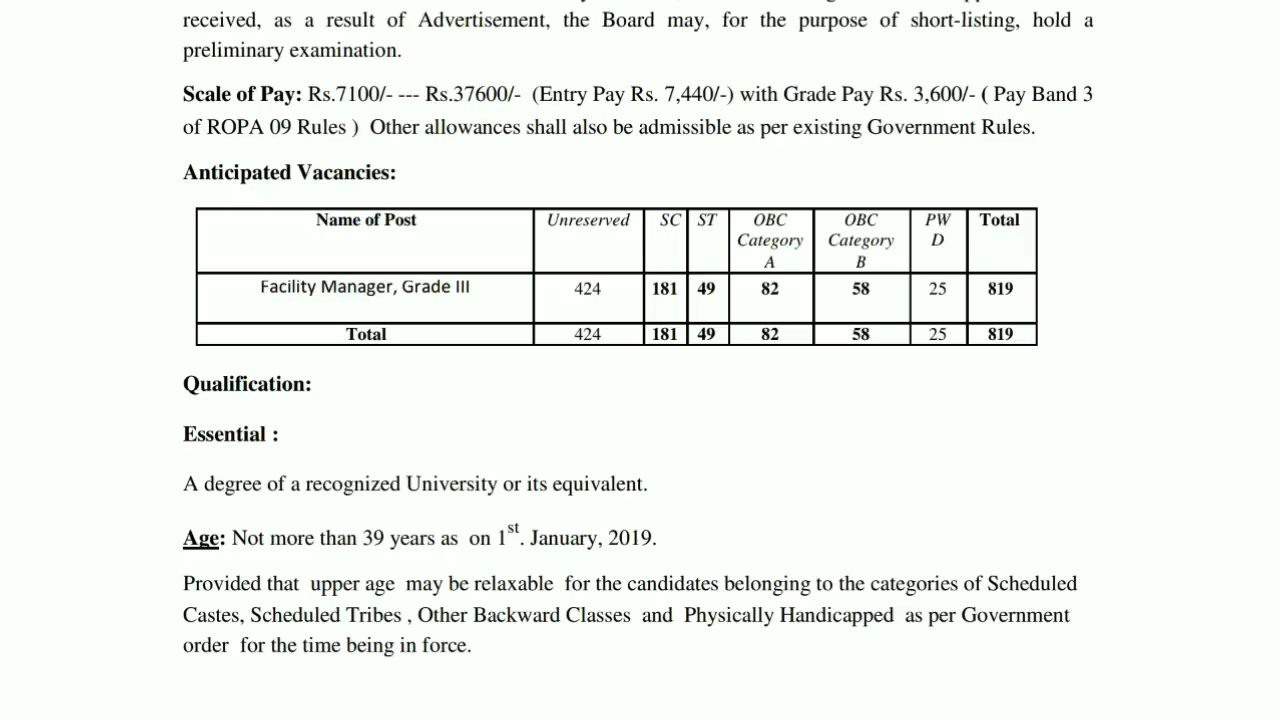 received, as a result of Advertisement, the Board may, for the purpose of short-listing, hold a
preliminary examination.
Scale of Pay: Rs.7100/- --- Rs.37600/- (Entry Pay Rs. 7,440/-) with Grade Pay Rs. 3,600/- ( Pay Band 3
of ROPA 09 Rules ) Other allowances shall also be admissible as per existing Government Rules.
Anticipated Vacancies:
Name of Post Unreserved SC ST OBC Category A OBC Category B PW D Total
Facility Manager, Grade III 424 181 49 82 58 25 819
Total 424 181 49 82 58 25 819
Qualification:
Essential :
A degree of a recognized University or its equivalent.
Age: Not more than 39 years as on 1st. January, 2019.
Provided that upper age may be relaxable for the candidates belonging to the categories of Scheduled
Castes, Scheduled Tribes , Other Backward Classes and Physically Handicapped as per Government
order for the time being in force.